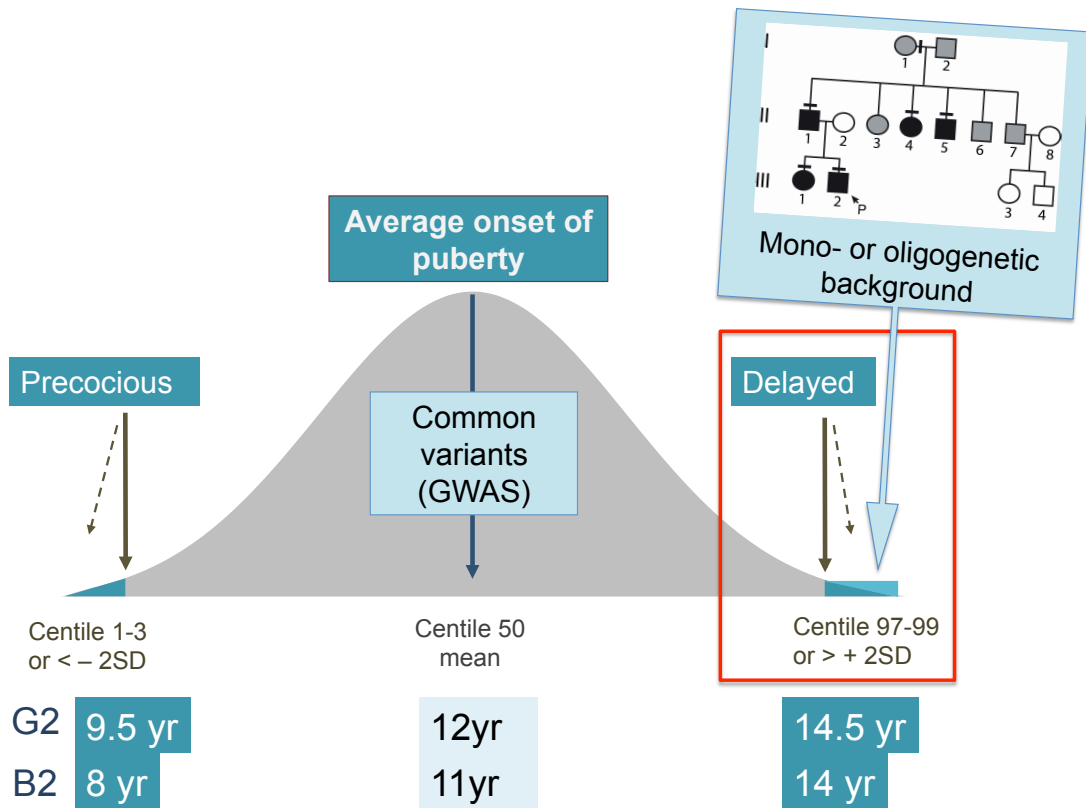 I
1
2
II
1
2
3
4
5
6
7
8
III
1
2
P
3
4
Mono- or oligogenetic
background
Average onset of
puberty
Precocious
Delayed
Common
variants
(GWAS)
Centile 1-3
or < – 2SD
Centile 50
mean
Centile 97-99
or > + 2SD
G2 9.5 yr 12yr 14.5 yr
B2 8 yr 11yr 14 yr